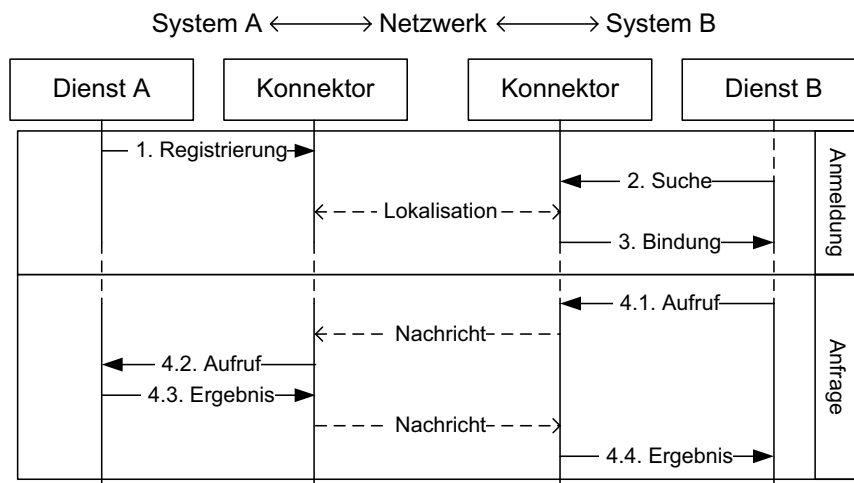 System A Netzwerk System B
Dienst A Konnektor Konnektor Dienst B
1. Registrierung
2. Suche
Lokalisation
3. Bindung
Anmeldung
4.1. Aufruf
Nachricht
4.2. Aufruf
4.3. Ergebnis
Nachricht
4.4. Ergebnis
Anfrage